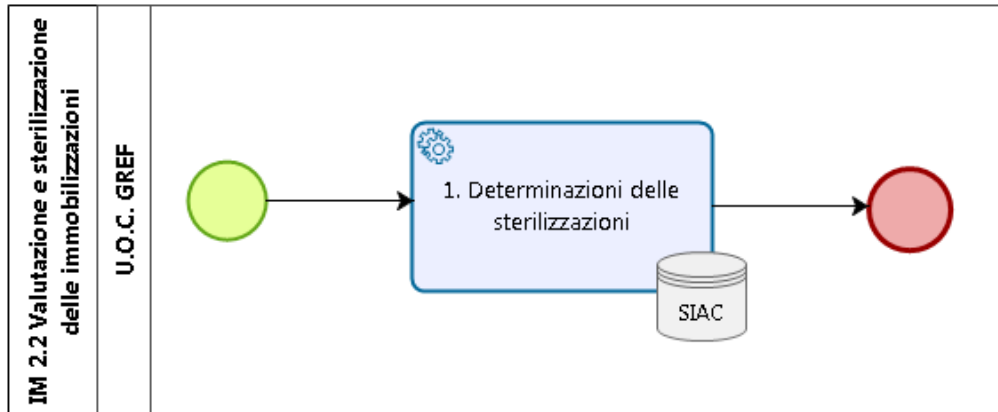 IM 2.2 Valutazione e sterilizzazione
delle immobilizzazioni
U.O.C. GREF
1. Determinazioni delle
sterilizzazioni
SIAC